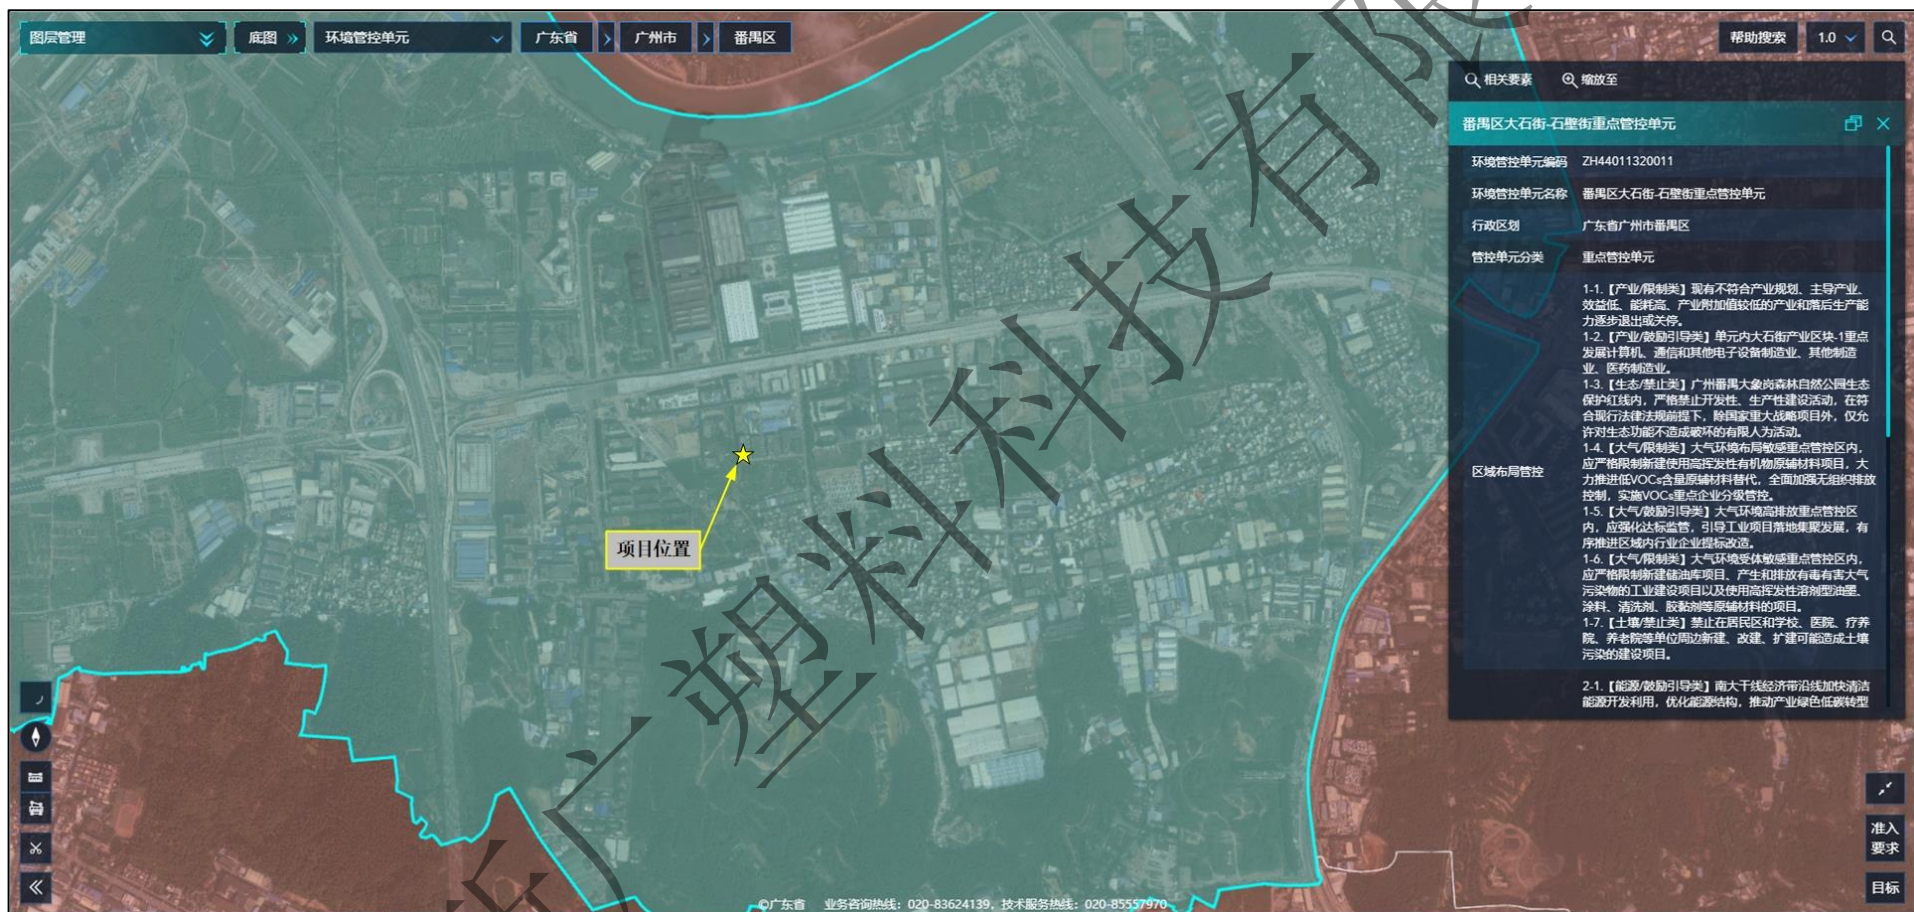 图层管理
底图
环境管控单元
广东省
广州市
番禺区
帮助搜索
1.0
相关要素
缩放至
番禺区大石街-石壁街重点管控单元
环境管控单元编码 ZH44011320011
环境管控单元名称 番禺区大石街-石壁街重点管控单元
行政区划 广东省广州市番禺区
管控单元分类 重点管控单元
区域布局管控
1-1.【产业/限制类】现有不符合产业规划、主导产业、
效益低、能耗高、产业附加值较低的产业和落后生产能
力逐步退出或关停。
1-2.【产业/鼓励引导类】单元内大石街产业区块-1重点
发展计算机、通信和其他电子设备制造业、其他制造
业、医药制造业。
1-3.【生态/禁止类】广州番禺大象岗森林自然公园生态
保护红线内，严格禁止开发性、生产性建设活动，在符
合现行法律法规前提下，除国家重大战略项目外，仅允
许对生态功能不造成破坏的有限人为活动。
1-4.【大气/限制类】大气环境布局敏感重点管控区内，
应严格限制新建使用高挥发性有机物原辅材料项目，大
力推进低VOCs含量原辅材料替代，全面加强无组织排放
控制，实施VOCs重点企业分级管控。
1-5.【大气/鼓励引导类】大气环境高排放重点管控区
内，应强化达标监管，引导工业项目落地集聚发展，有
序推进区域内行业企业提标改造。
1-6.【大气/限制类】大气环境受体敏感重点管控区内，
应严格限制新建储油库项目、产生和排放有毒有害大气
污染物的工业建设项目以及使用高挥发性溶剂型油墨、
涂料、清洗剂、胶黏剂等原辅材料的项目。
1-7.【土壤/禁止类】禁止在居民区和学校、医院、疗养
院、养老院等单位周边新建、改建、扩建可能造成土壤
污染的建设项目。
2-1.【能源/鼓励引导类】南大干线经济带沿线加快清洁
能源开发利用，优化能源结构，推动产业绿色低碳转型
项目位置
准入
要求
目标
©广东省 业务咨询热线：020-83624139，技术服务热线：020-85557970
新广塑料科技有限